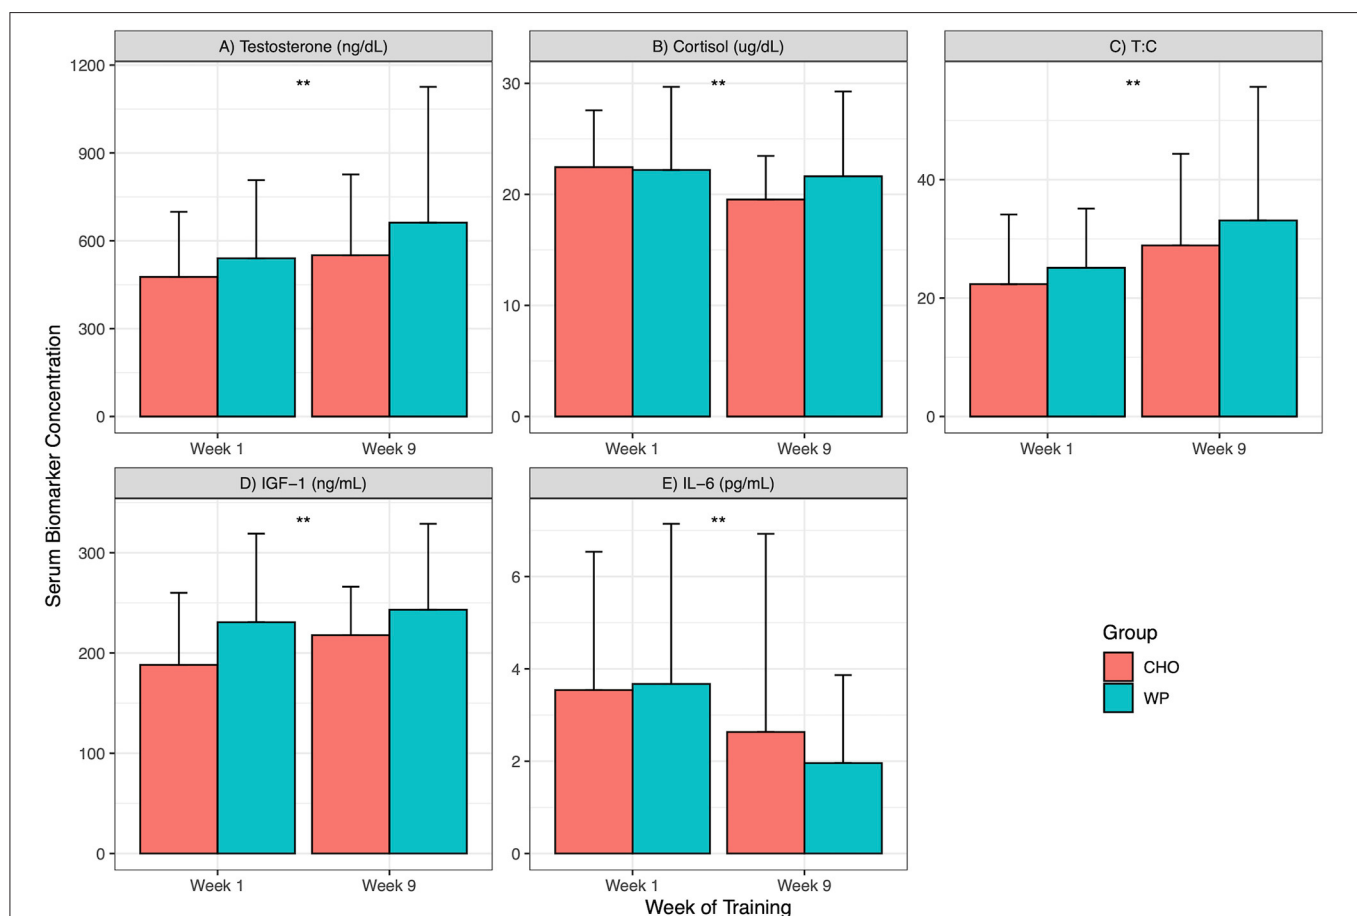 A) Testosterone (ng/dL)
B) Cortisol (ug/dL)
C) T:C
1200
900
600
300
0
**
30
20
10
0
**
40
20
0
**
Week 1
Week 9
Week 1
Week 9
Week 1
Week 9
Serum Biomarker Concentration
D) IGF−1 (ng/mL)
E) IL−6 (pg/mL)
300
200
100
0
**
6
4
2
0
**
Week 1
Week 9
Week 1
Week 9
Week of Training
Group
CHO
WP